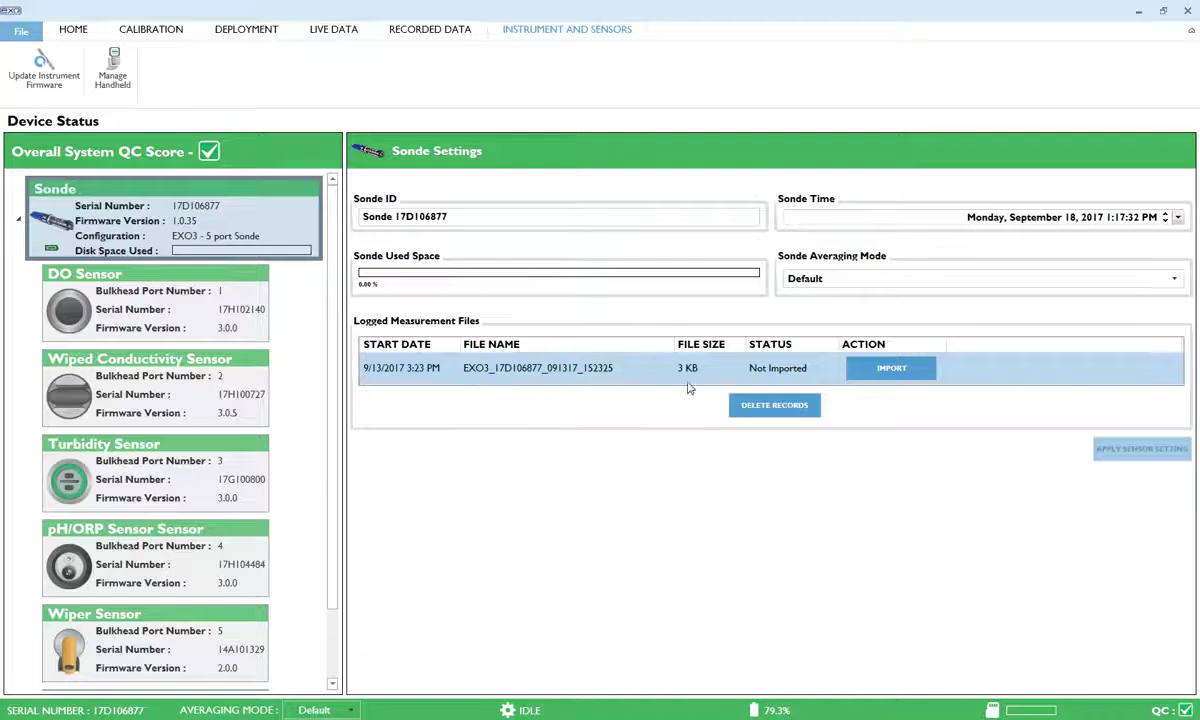 EXO
File HOME CALIBRATION DEPLOYMENT LIVE DATA RECORDED DATA INSTRUMENT AND SENSORS
Update Instrument Firmware
Manage Handheld
Device Status
Overall System QC Score -
Sonde
Serial Number : 17D106877
Firmware Version : 1.0.35
Configuration : EXO3 - 5 port Sonde
Disk Space Used :
DO Sensor
Bulkhead Port Number : 1
Serial Number : 17H102140
Firmware Version : 3.0.0
Wiped Conductivity Sensor
Bulkhead Port Number : 2
Serial Number : 17H100727
Firmware Version : 3.0.5
Turbidity Sensor
Bulkhead Port Number : 3
Serial Number : 17G100800
Firmware Version : 3.0.0
pH/ORP Sensor Sensor
Bulkhead Port Number : 4
Serial Number : 17H104484
Firmware Version : 3.0.0
Wiper Sensor
Bulkhead Port Number : 5
Serial Number : 14A101329
Firmware Version : 2.0.0
Sonde Settings
Sonde ID
Sonde 17D106877
Sonde Time
Monday, September 18, 2017 1:17:32 PM
Sonde Used Space
0.00 %
Sonde Averaging Mode
Default
Logged Measurement Files
START DATE FILE NAME FILE SIZE STATUS ACTION
9/13/2017 3:23 PM EXO3_17D106877_091317_152325 3 KB Not Imported IMPORT
DELETE RECORDS
APPLY SENSOR SETTING
SERIAL NUMBER : 17D106877 AVERAGING MODE : Default IDLE 79.3% QC :